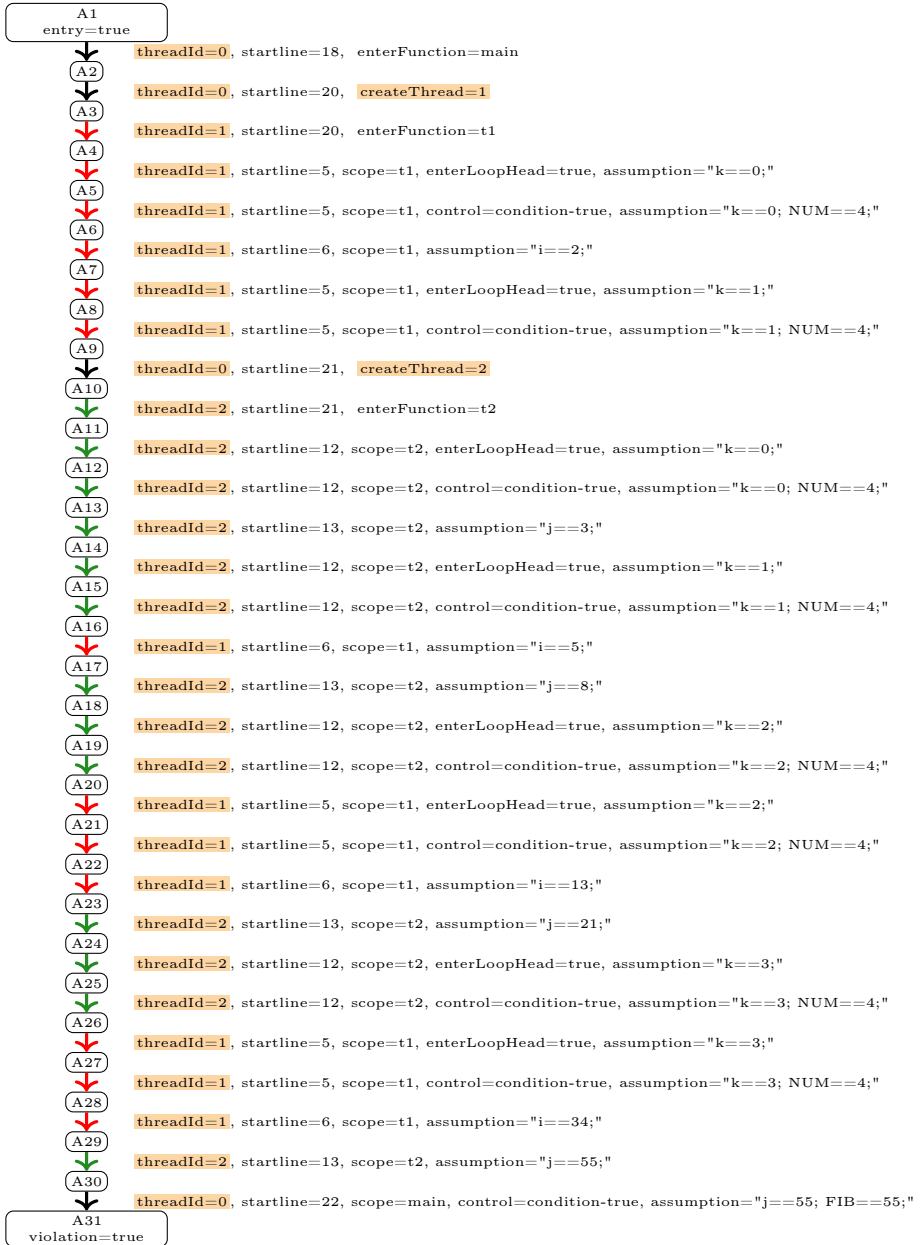 A1
entry=true
threadId=0, startline=18, enterFunction=main
A2
threadId=0, startline=20, createThread=1
A3
threadId=1, startline=20, enterFunction=t1
A4
threadId=1, startline=5, scope=t1, enterLoopHead=true, assumption="k==0;"
A5
threadId=1, startline=5, scope=t1, control=condition-true, assumption="k==0; NUM==4;"
A6
threadId=1, startline=6, scope=t1, assumption="i==2;"
A7
threadId=1, startline=5, scope=t1, enterLoopHead=true, assumption="k==1;"
A8
threadId=1, startline=5, scope=t1, control=condition-true, assumption="k==1; NUM==4;"
A9
threadId=0, startline=21, createThread=2
A10
threadId=2, startline=21, enterFunction=t2
A11
threadId=2, startline=12, scope=t2, enterLoopHead=true, assumption="k==0;"
A12
threadId=2, startline=12, scope=t2, control=condition-true, assumption="k==0; NUM==4;"
A13
threadId=2, startline=13, scope=t2, assumption="j==3;"
A14
threadId=2, startline=12, scope=t2, enterLoopHead=true, assumption="k==1;"
A15
threadId=2, startline=12, scope=t2, control=condition-true, assumption="k==1; NUM==4;"
A16
threadId=1, startline=6, scope=t1, assumption="i==5;"
A17
threadId=2, startline=13, scope=t2, assumption="j==8;"
A18
threadId=2, startline=12, scope=t2, enterLoopHead=true, assumption="k==2;"
A19
threadId=2, startline=12, scope=t2, control=condition-true, assumption="k==2; NUM==4;"
A20
threadId=1, startline=5, scope=t1, enterLoopHead=true, assumption="k==2;"
A21
threadId=1, startline=5, scope=t1, control=condition-true, assumption="k==2; NUM==4;"
A22
threadId=1, startline=6, scope=t1, assumption="i==13;"
A23
threadId=2, startline=13, scope=t2, assumption="j==21;"
A24
threadId=2, startline=12, scope=t2, enterLoopHead=true, assumption="k==3;"
A25
threadId=2, startline=12, scope=t2, control=condition-true, assumption="k==3; NUM==4;"
A26
threadId=1, startline=5, scope=t1, enterLoopHead=true, assumption="k==3;"
A27
threadId=1, startline=5, scope=t1, control=condition-true, assumption="k==3; NUM==4;"
A28
threadId=1, startline=6, scope=t1, assumption="i==34;"
A29
threadId=2, startline=13, scope=t2, assumption="j==55;"
A30
threadId=0, startline=22, scope=main, control=condition-true, assumption="j==55; FIB==55;"
A31
violation=true